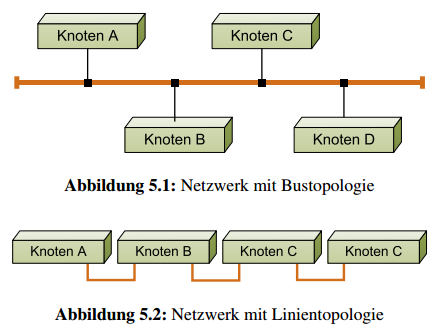 Knoten A
Knoten C
Knoten B
Knoten D
Abbildung 5.1: Netzwerk mit Bustopologie
Knoten A
Knoten B
Knoten C
Knoten C
Abbildung 5.2: Netzwerk mit Linientopologie